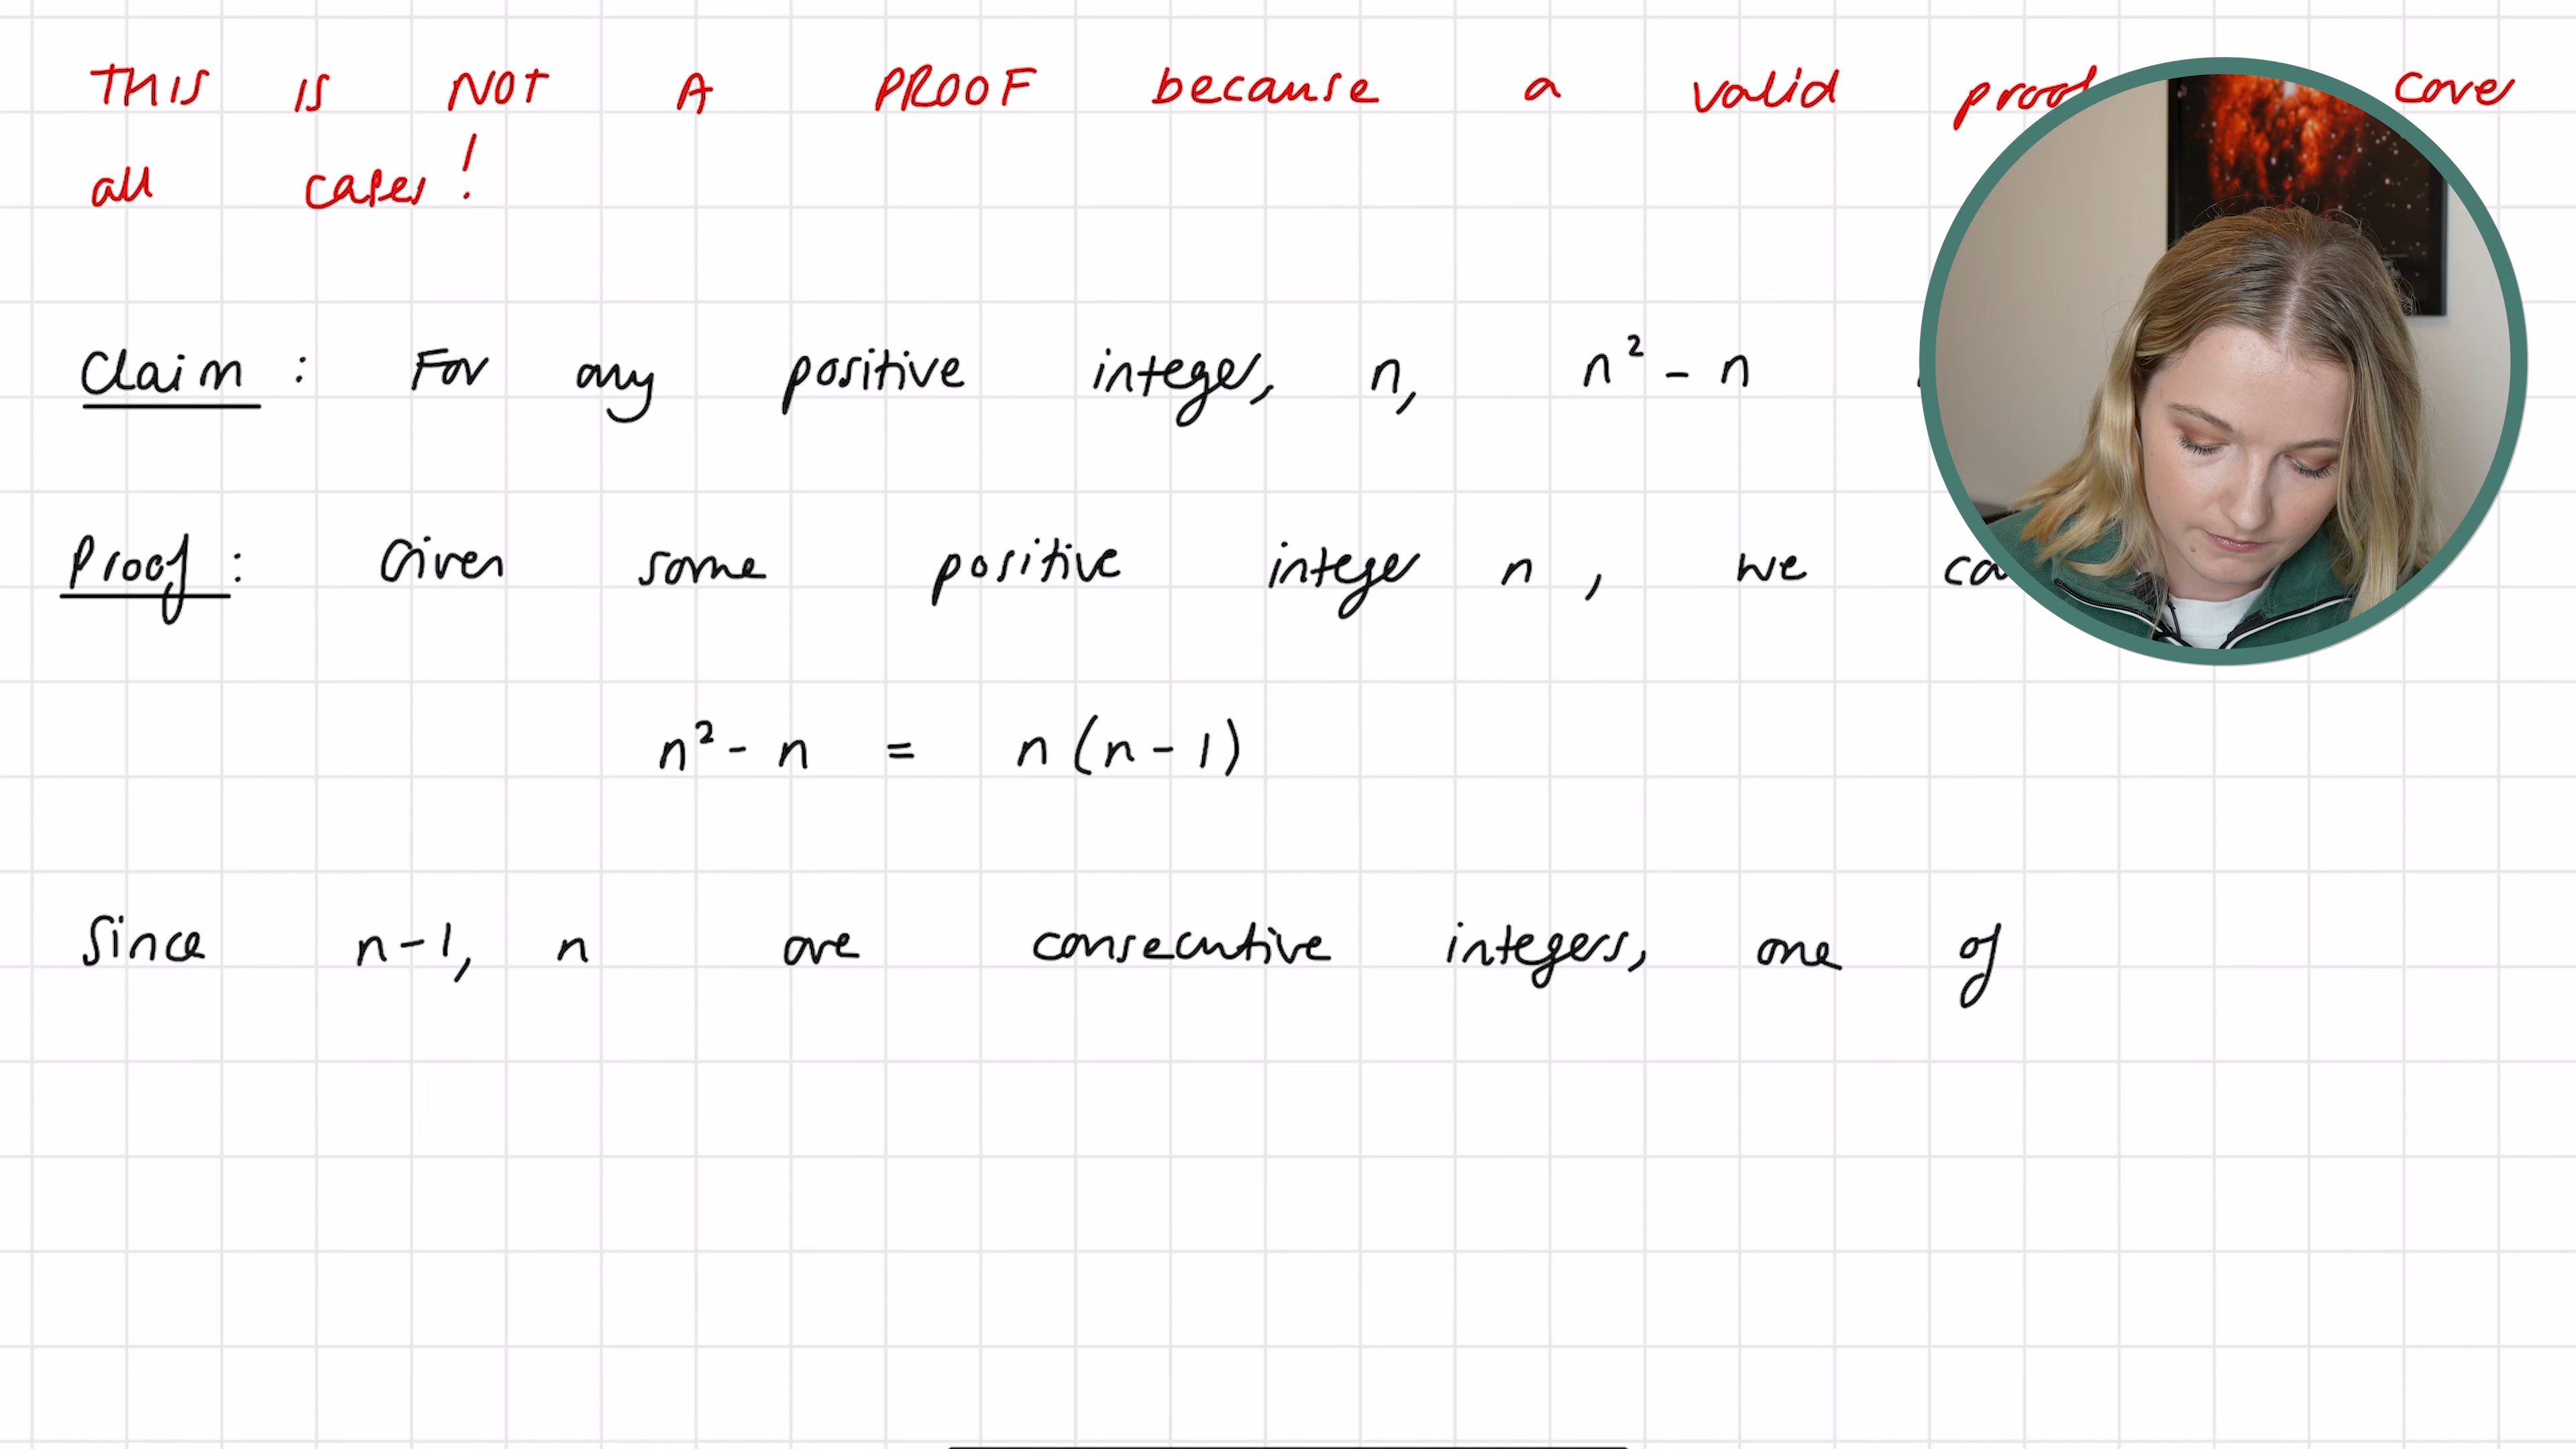 THIS IS NOT A PROOF because a valid proof cover
all cases!
Claim: For any positive integer, n, n² - n
Proof: Given some positive integer n, we
n² - n = n(n-1)
Since n-1, n are consecutive integers, one of